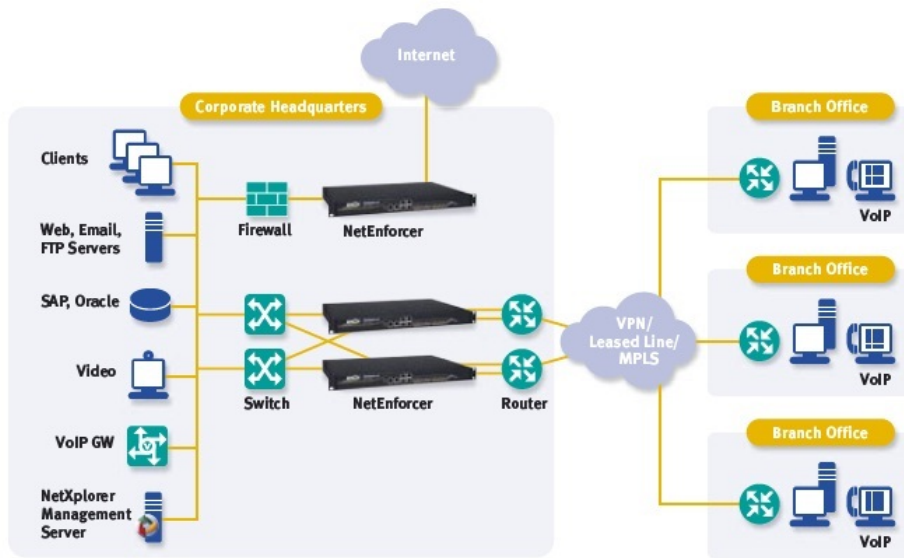 Internet
Corporate Headquarters
Clients
Web, Email,
FTP Servers
SAP, Oracle
Video
VoIP GW
NetXplorer
Management
Server
Firewall
NetEnforcer
Switch
NetEnforcer
Router
VPN/
Leased Line/
MPLS
Branch Office
VoIP
Branch Office
VoIP
Branch Office
VoIP